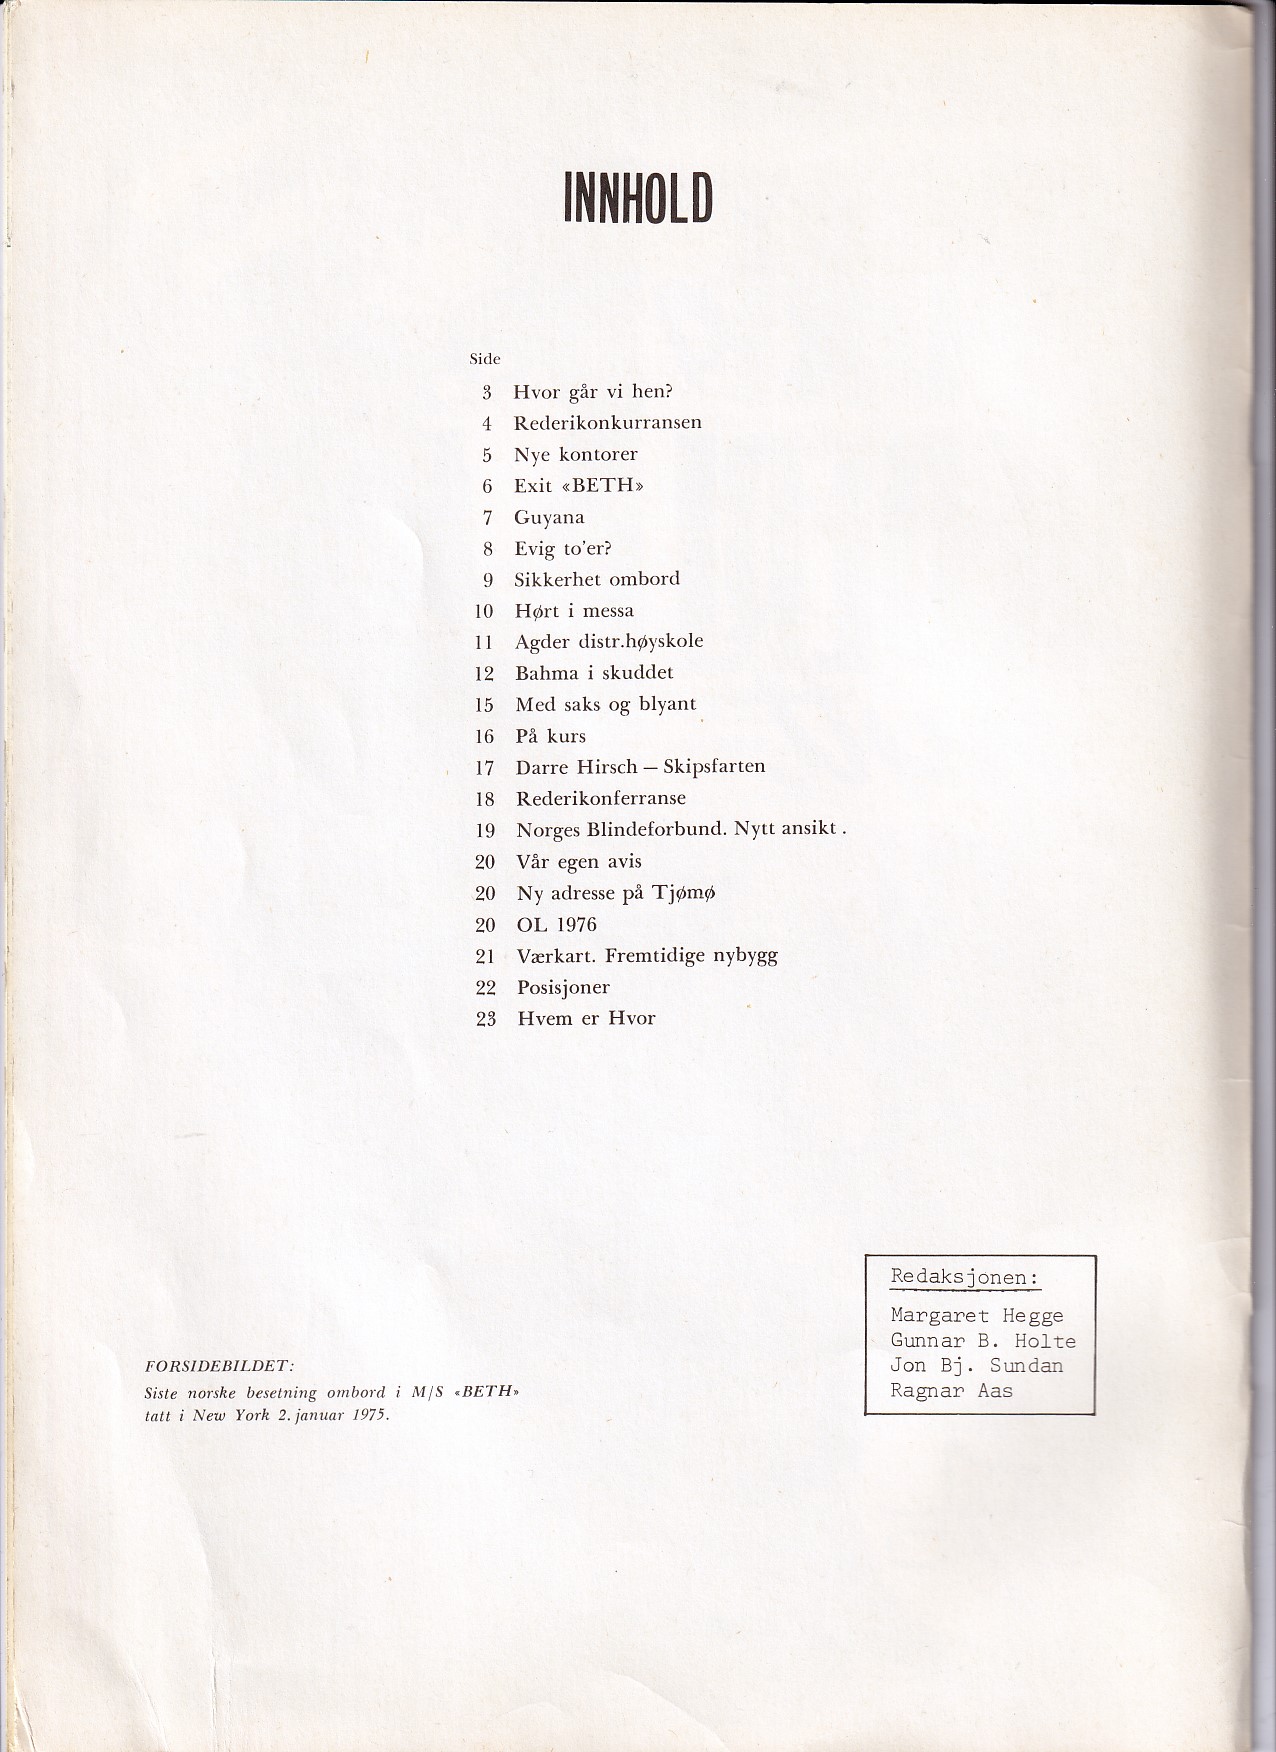 INNHOLD
Side
3 Hvor går vi hen?
4 Rederikonkurransen
5 Nye kontorer
6 Exit «BETH»
7 Guyana
8 Evig to'er?
9 Sikkerhet ombord
10 Hørt i messa
11 Agder distr.høyskole
12 Bahma i skuddet
15 Med saks og blyant
16 På kurs
17 Darre Hirsch — Skipsfarten
18 Rederikonferranse
19 Norges Blindeforbund. Nytt ansikt .
20 Vår egen avis
20 Ny adresse på Tjømø
20 OL 1976
21 Værkart. Fremtidige nybygg
22 Posisjoner
23 Hvem er Hvor
FORSIDEBILDET:
Siste norske besetning ombord i M/S «BETH»
tatt i New York 2. januar 1975.
Redaksjonen:
Margaret Hegge
Gunnar B. Holte
Jon Bj. Sundan
Ragnar Aas